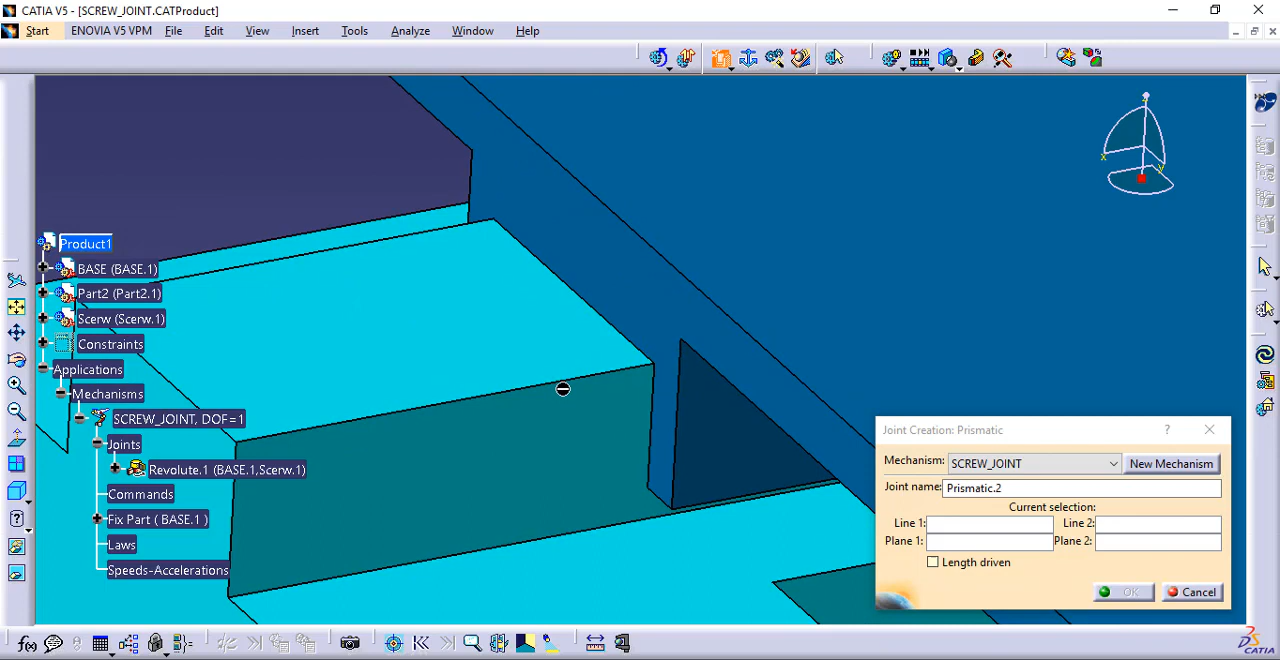 CATIA V5 - [SCREW_JOINT.CATProduct]
Start ENOVIA V5 VPM File Edit View Insert Tools Analyze Window Help
z
x
y
Product1
BASE (BASE.1)
Part2 (Part2.1)
Scerw (Scerw.1)
Constraints
Applications
Mechanisms
SCREW_JOINT, DOF=1
Joints
Revolute.1 (BASE.1,Scerw.1)
Commands
Fix Part ( BASE.1 )
Laws
Speeds-Accelerations
Joint Creation: Prismatic ?
Mechanism: SCREW_JOINT New Mechanism
Joint name: Prismatic.2
Current selection:
Line 1: Line 2:
Plane 1: Plane 2:
Length driven
OK Cancel
f(x)
CATIA